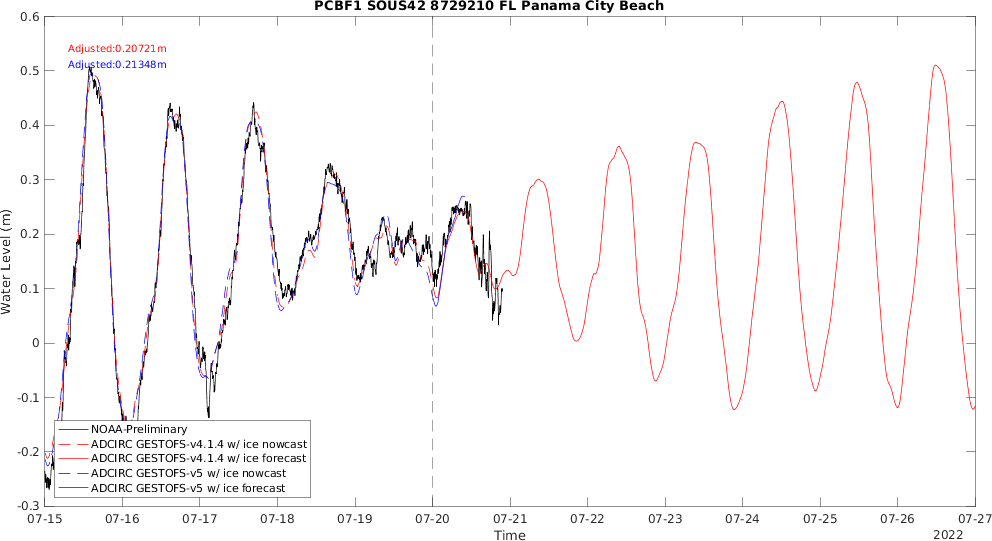 PCBF1 SOUS42 8729210 FL Panama City Beach
0.6
Adjusted:0.20721m
Adjusted:0.21348m
0.5
0.4
0.3
0.2
0.1
0
-0.1
-0.2
-0.3
Water Level (m)
NOAA-Preliminary
ADCIRC GESTOFS-v4.1.4 w/ ice nowcast
ADCIRC GESTOFS-v4.1.4 w/ ice forecast
ADCIRC GESTOFS-v5 w/ ice nowcast
ADCIRC GESTOFS-v5 w/ ice forecast
07-15 07-16 07-17 07-18 07-19 07-20 07-21 07-22 07-23 07-24 07-25 07-26 07-27
Time
2022